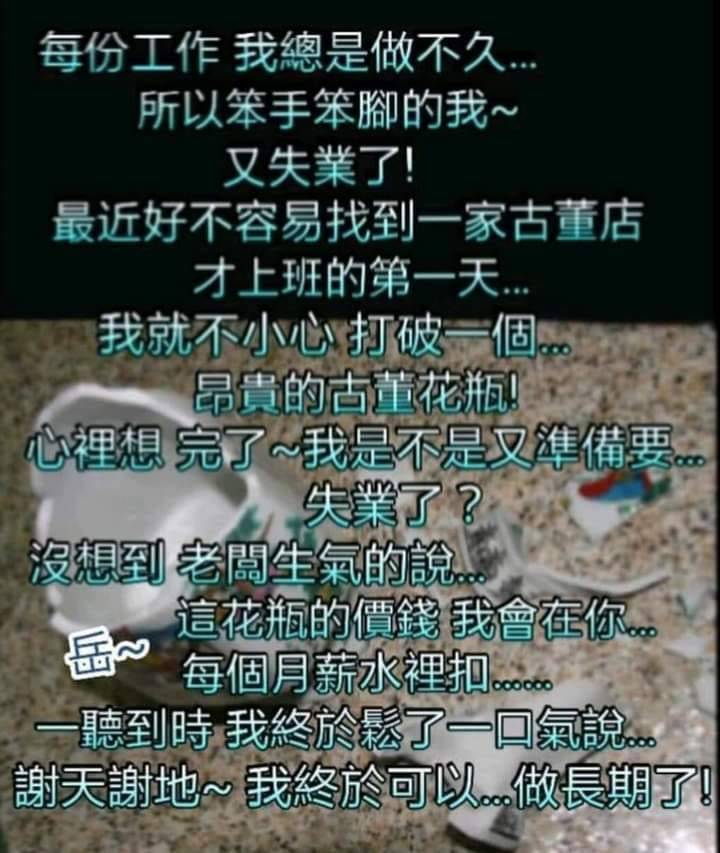 每份工作 我總是做不久...
所以笨手笨腳的我~
又失業了!
最近好不容易找到一家古董店
才上班的第一天...
我就不小心 打破一個...
昂貴的古董花瓶!
心裡想 完了~我是不是又準備要...
失業了？
沒想到 老闆生氣的說...
這花瓶的價錢 我會在你...
岳~
每個月薪水裡扣......
一聽到時 我終於鬆了一口氣說...
謝天謝地~ 我終於可以...做長期了!